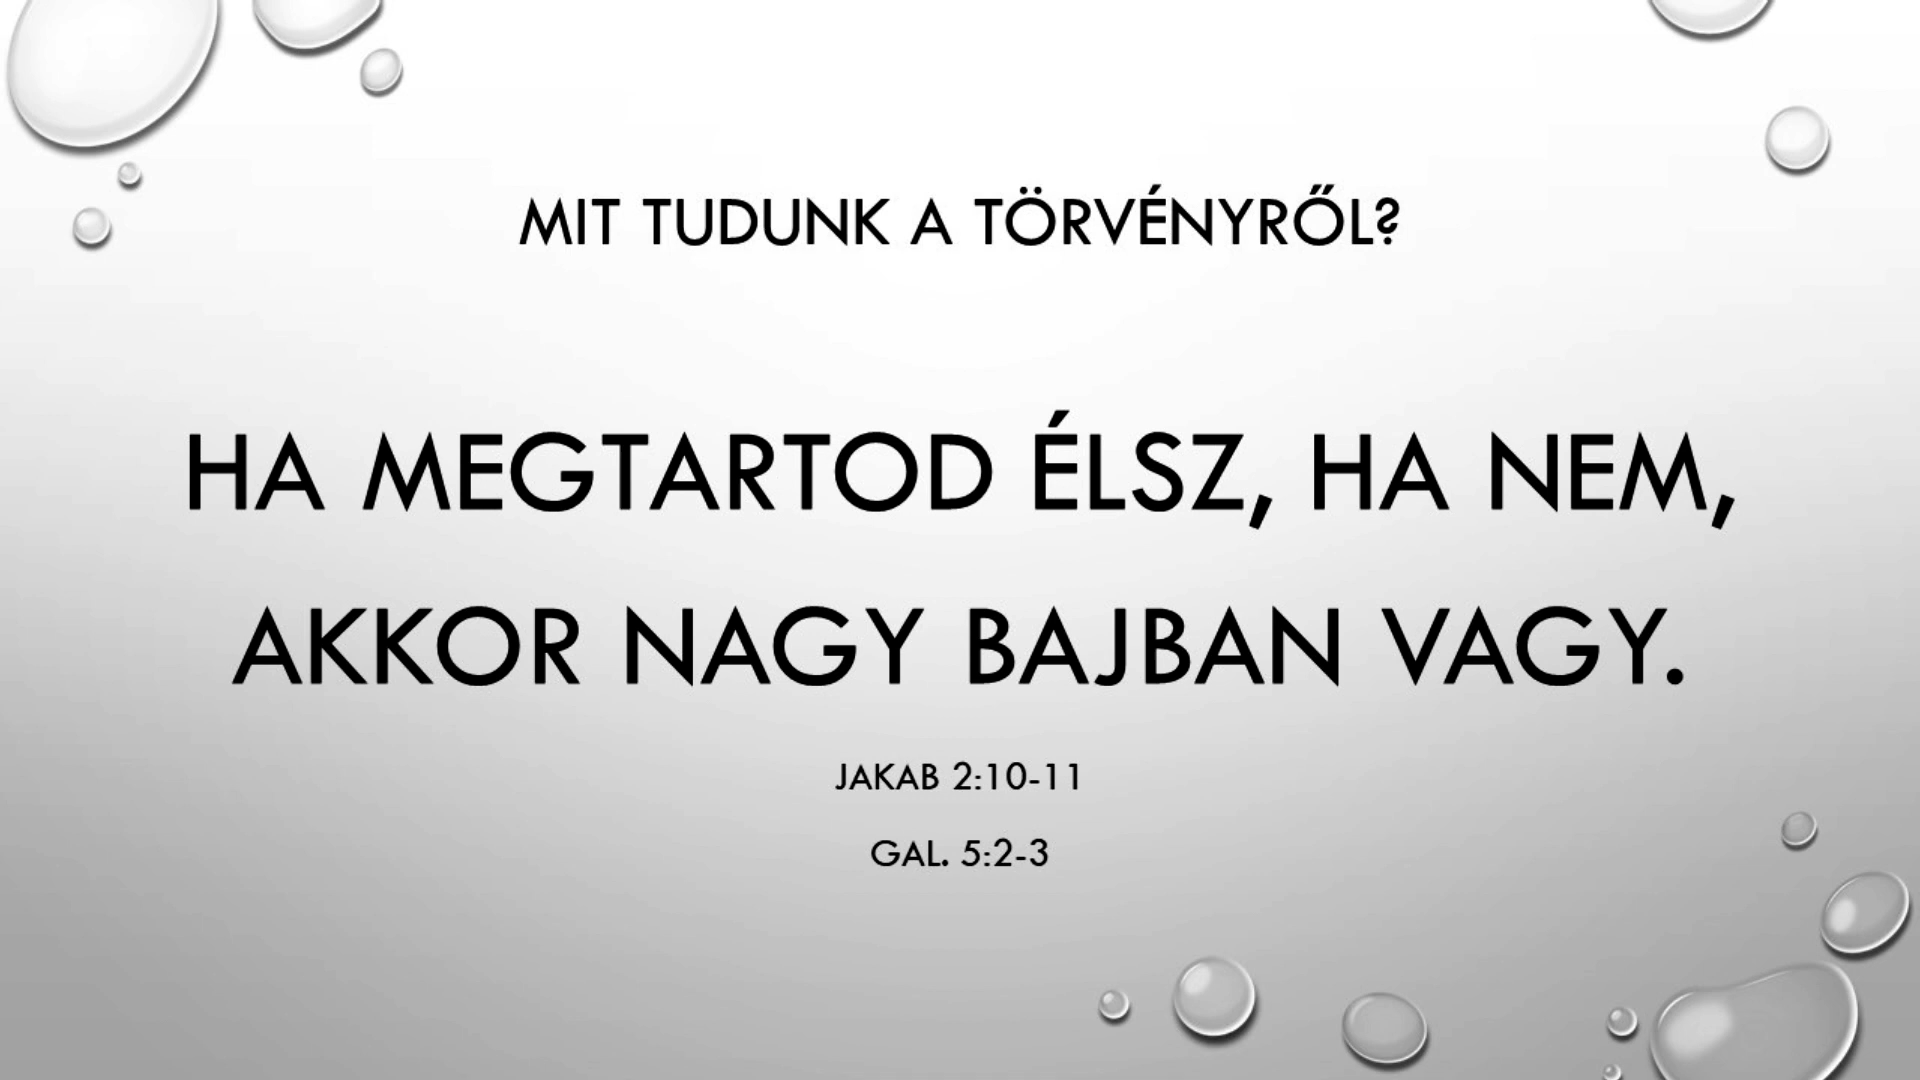 MIT TUDUNK A TÖRVÉNYRŐL?
HA MEGTARTOD ÉLSZ, HA NEM,
AKKOR NAGY BAJBAN VAGY.
JAKAB 2:10-11
GAL. 5:2-3